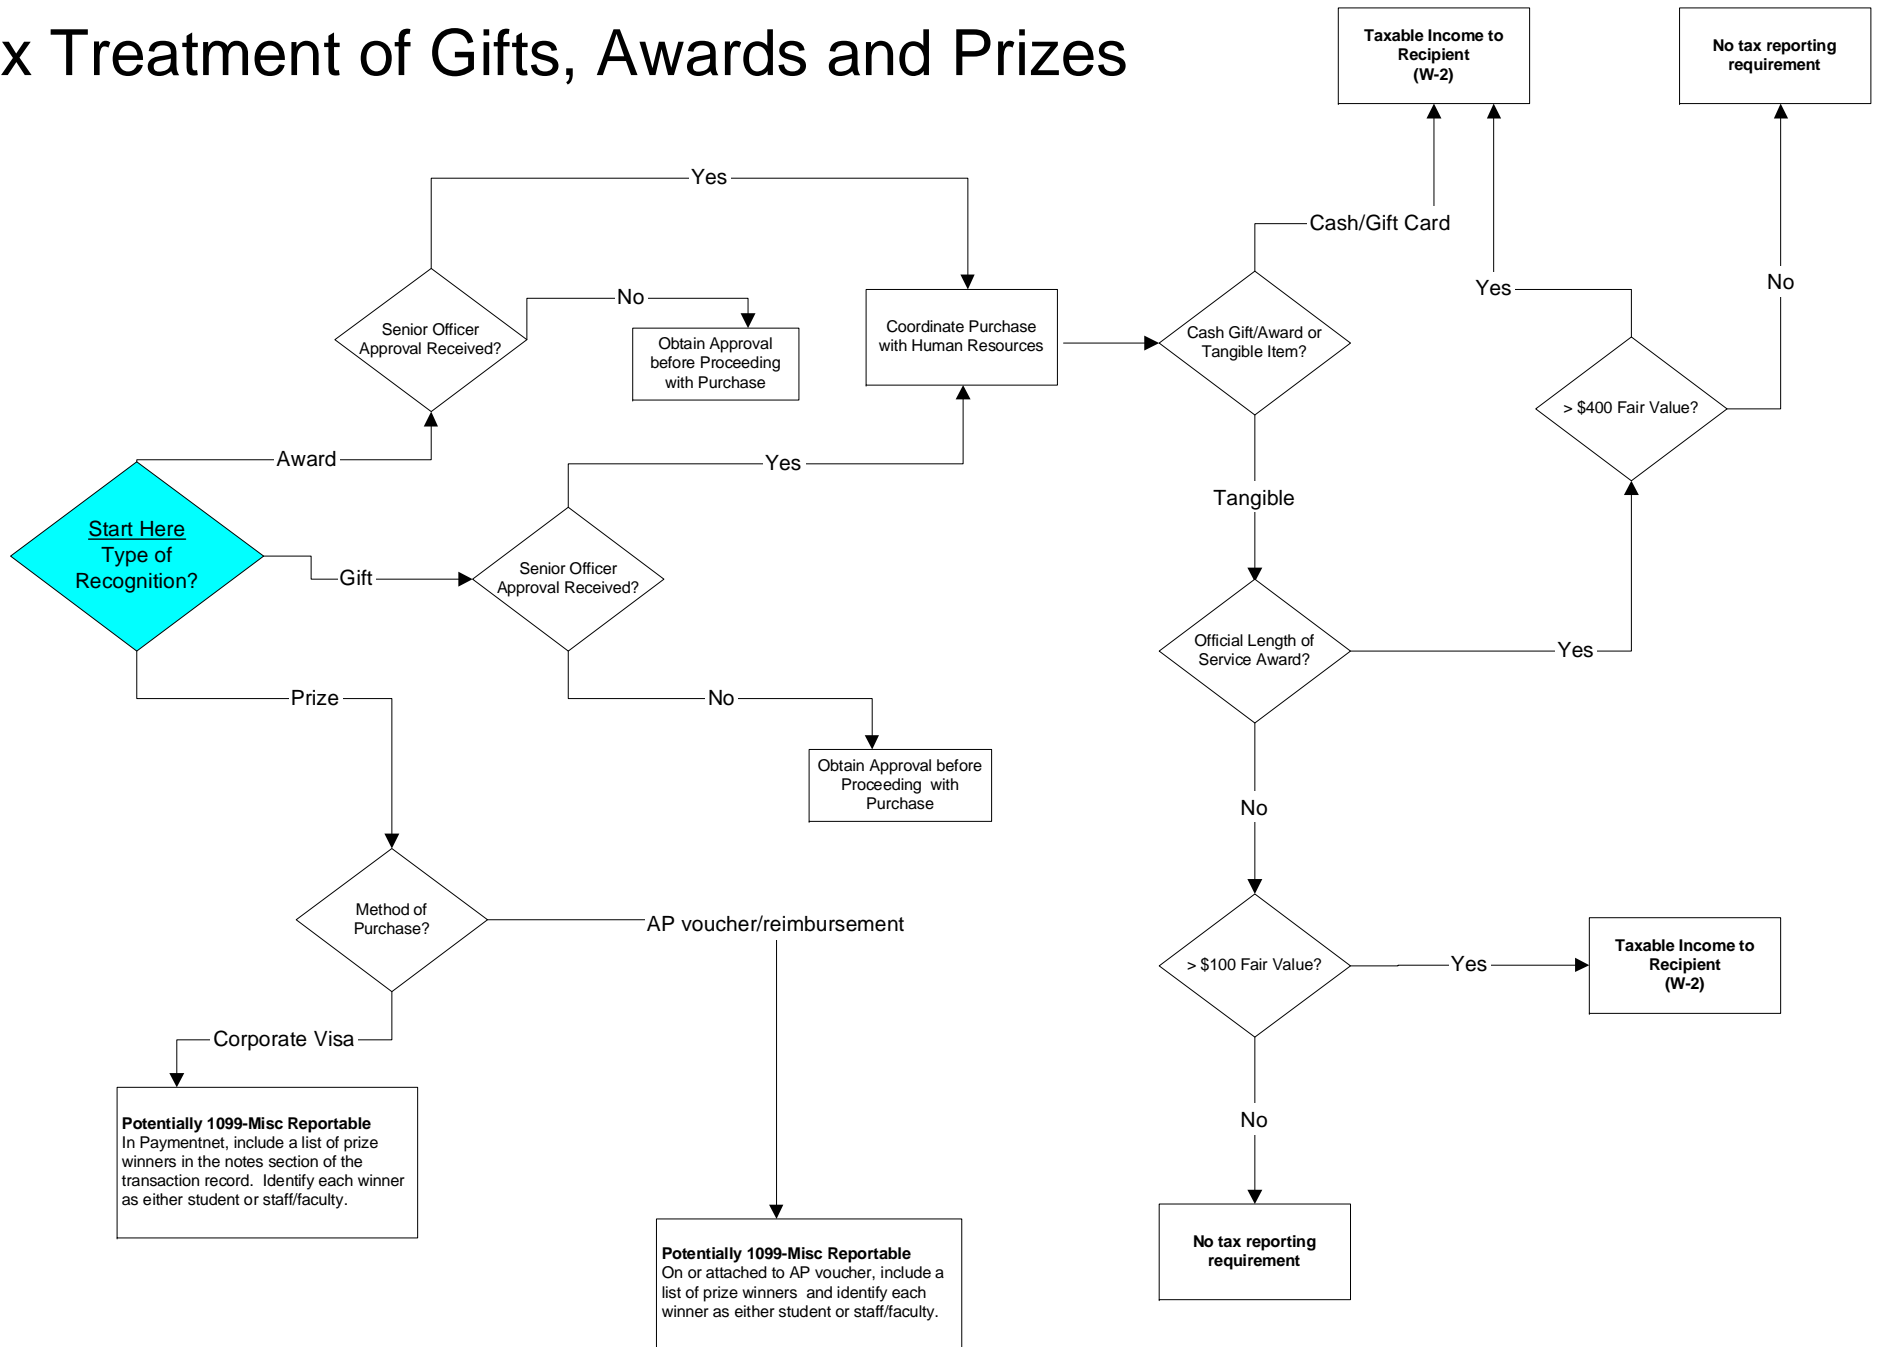 x Treatment of Gifts, Awards and Prizes
Taxable Income to
Recipient
(W-2)
No tax reporting
requirement
Yes
Cash/Gift Card
Yes
No
No
Senior Officer
Approval Received?
Obtain Approval
before Proceeding
with Purchase
Coordinate Purchase
with Human Resources
Cash Gift/Award or
Tangible Item?
> $400 Fair Value?
Award
Yes
Tangible
Start Here
Type of
Recognition?
Gift
Senior Officer
Approval Received?
Official Length of
Service Award?
Yes
Prize
No
Obtain Approval before
Proceeding with
Purchase
No
Method of
Purchase?
AP voucher/reimbursement
> $100 Fair Value?
Yes
Taxable Income to
Recipient
(W-2)
Corporate Visa
Potentially 1099-Misc Reportable
In Paymentnet, include a list of prize
winners in the notes section of the
transaction record. Identify each winner
as either student or staff/faculty.
No
Potentially 1099-Misc Reportable
On or attached to AP voucher, include a
list of prize winners and identify each
winner as either student or staff/faculty.
No tax reporting
requirement